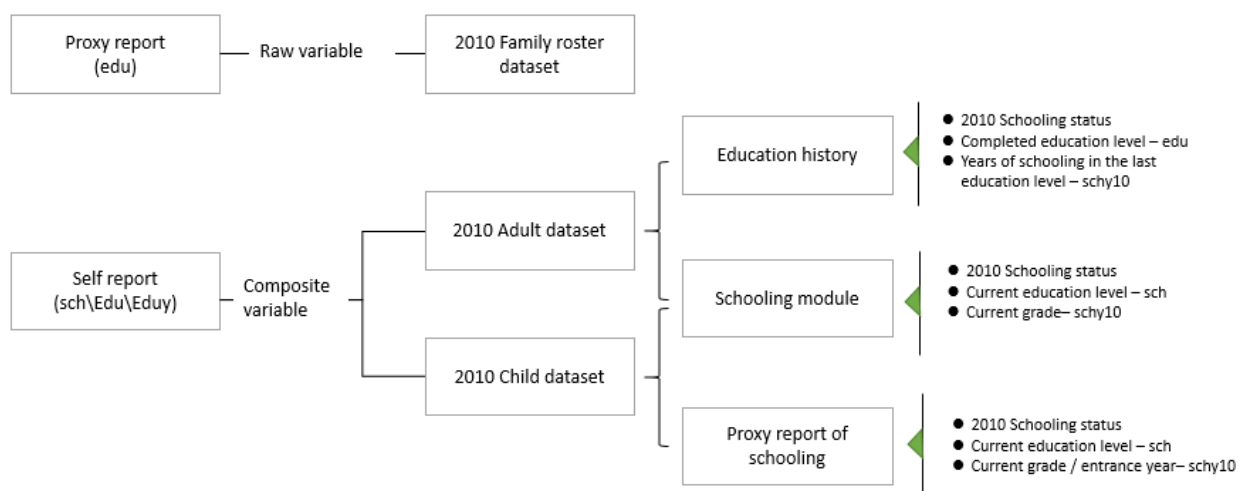 Proxy report
(edu)
Raw variable
2010 Family roster
dataset
Self report
(sch\Edu\Eduy)
Composite
variable
2010 Adult dataset
2010 Child dataset
Education history
● 2010 Schooling status
● Completed education level – edu
● Years of schooling in the last
education level – schy10
Schooling module
● 2010 Schooling status
● Current education level – sch
● Current grade– schy10
Proxy report of
schooling
● 2010 Schooling status
● Current education level – sch
● Current grade / entrance year– schy10